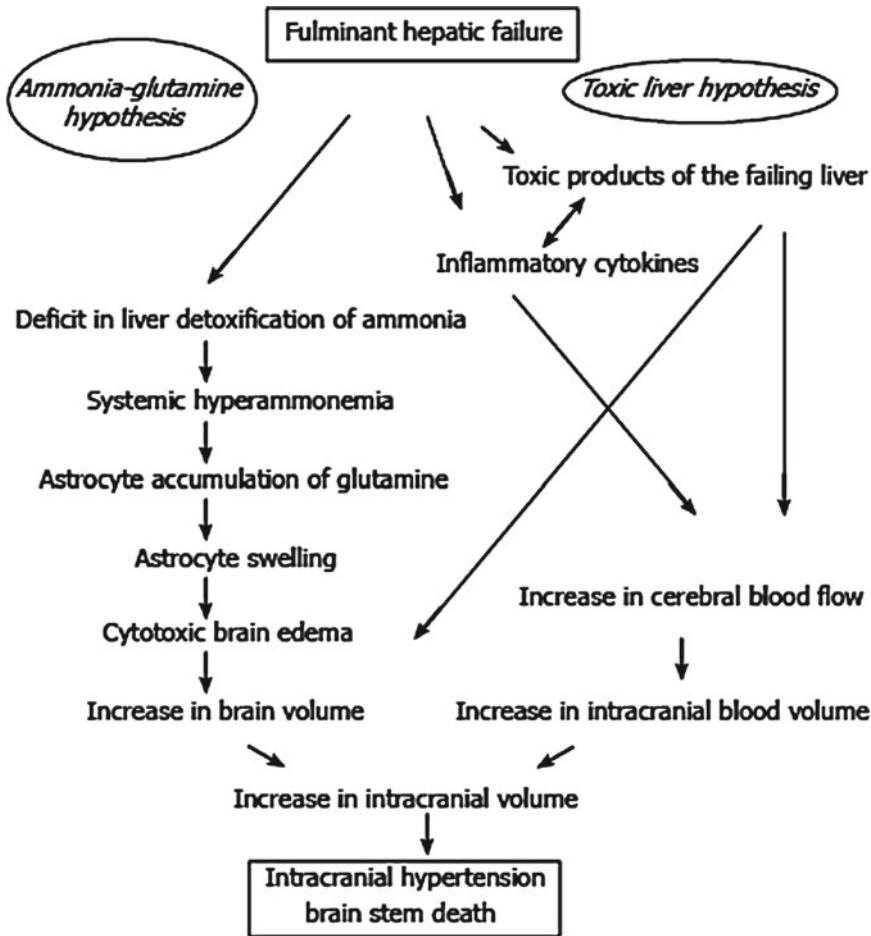 Fulminant hepatic failure
Ammonia-glutamine
hypothesis
Toxic liver hypothesis
Toxic products of the failing liver
Inflammatory cytokines
Deficit in liver detoxification of ammonia
Systemic hyperammonemia
Astrocyte accumulation of glutamine
Astrocyte swelling
Increase in cerebral blood flow
Cytotoxic brain edema
Increase in brain volume
Increase in intracranial blood volume
Increase in intracranial volume
Intracranial hypertension
brain stem death